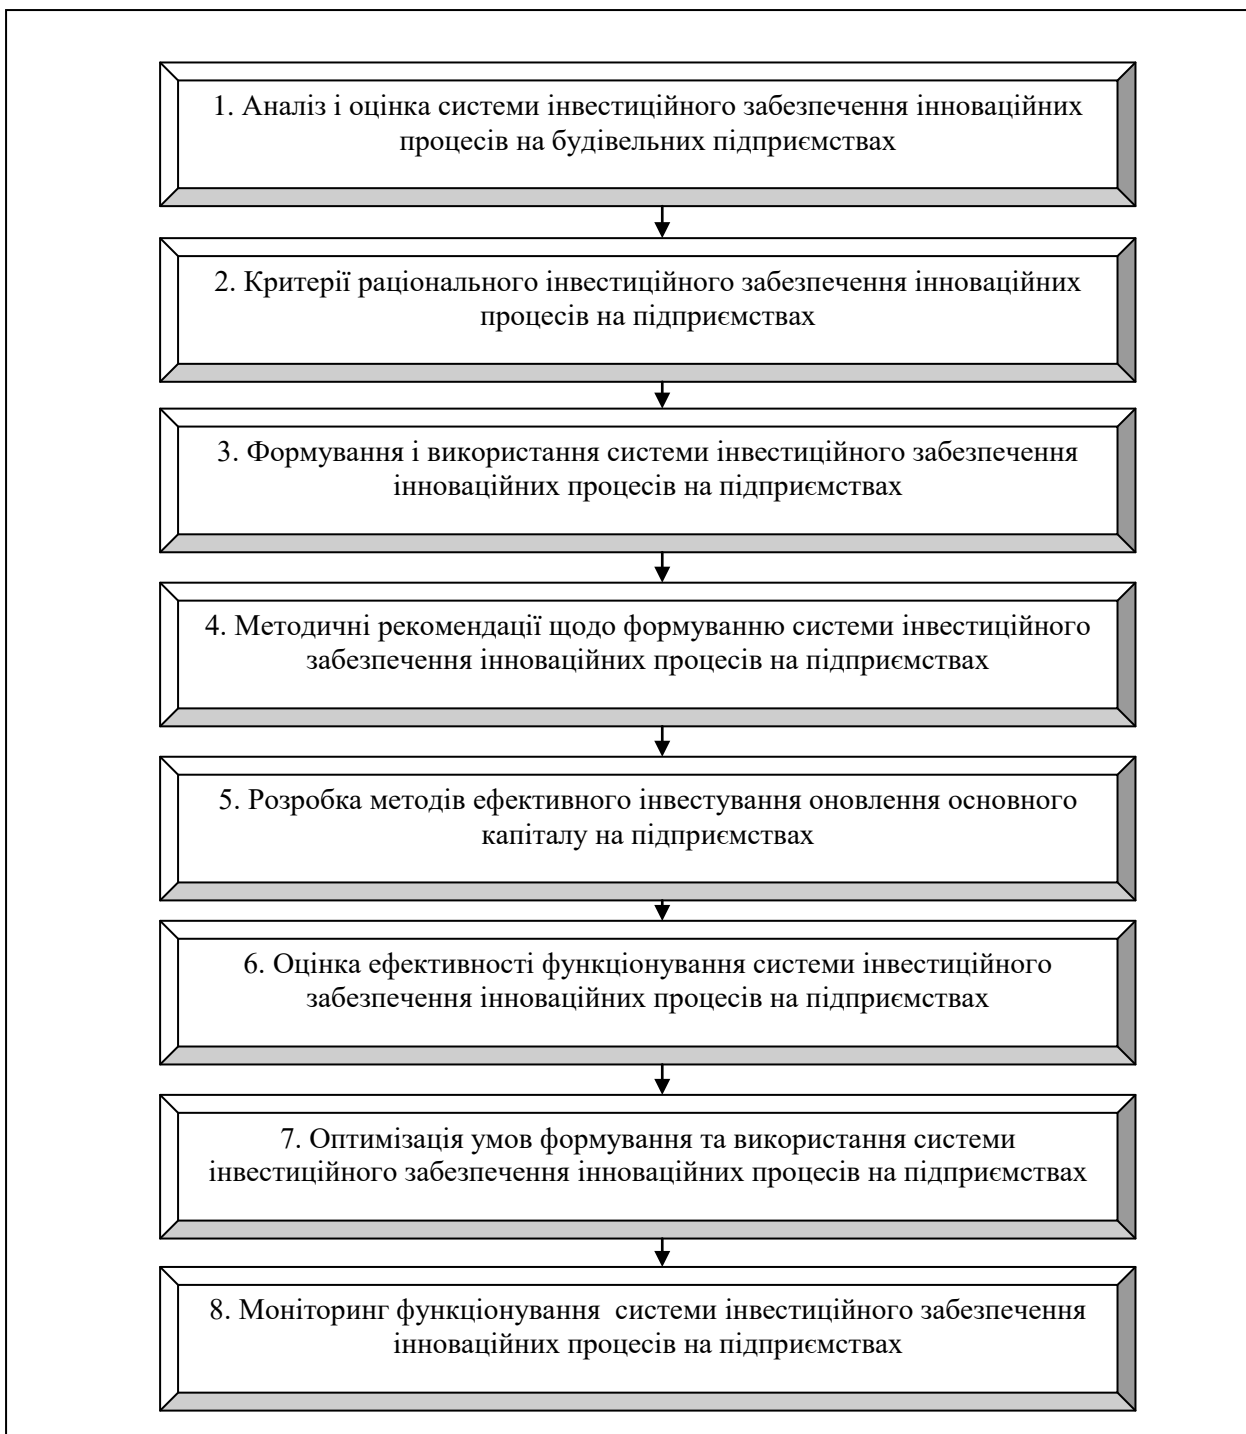 1. Аналіз і оцінка системи інвестиційного забезпечення інноваційних
процесів на будівельних підприємствах
2. Критерії раціонального інвестиційного забезпечення інноваційних
процесів на підприємствах
3. Формування і використання системи інвестиційного забезпечення
інноваційних процесів на підприємствах
4. Методичні рекомендації щодо формуванню системи інвестиційного
забезпечення інноваційних процесів на підприємствах
5. Розробка методів ефективного інвестування оновлення основного
капіталу на підприємствах
6. Оцінка ефективності функціонування системи інвестиційного
забезпечення інноваційних процесів на підприємствах
7. Оптимізація умов формування та використання системи
інвестиційного забезпечення інноваційних процесів на підприємствах
8. Моніторинг функціонування  системи інвестиційного забезпечення
інноваційних процесів на підприємствах